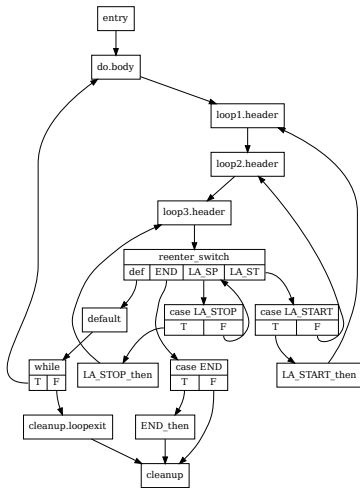 entry
do.body
loop1.header
loop2.header
loop3.header
reenter_switch
def END LA_SP LA_ST
case LA_STOP
T F
case LA_START
T F
default
while
T F
LA_STOP_then
case END
T F
LA_START_then
cleanup.loopexit
END_then
cleanup